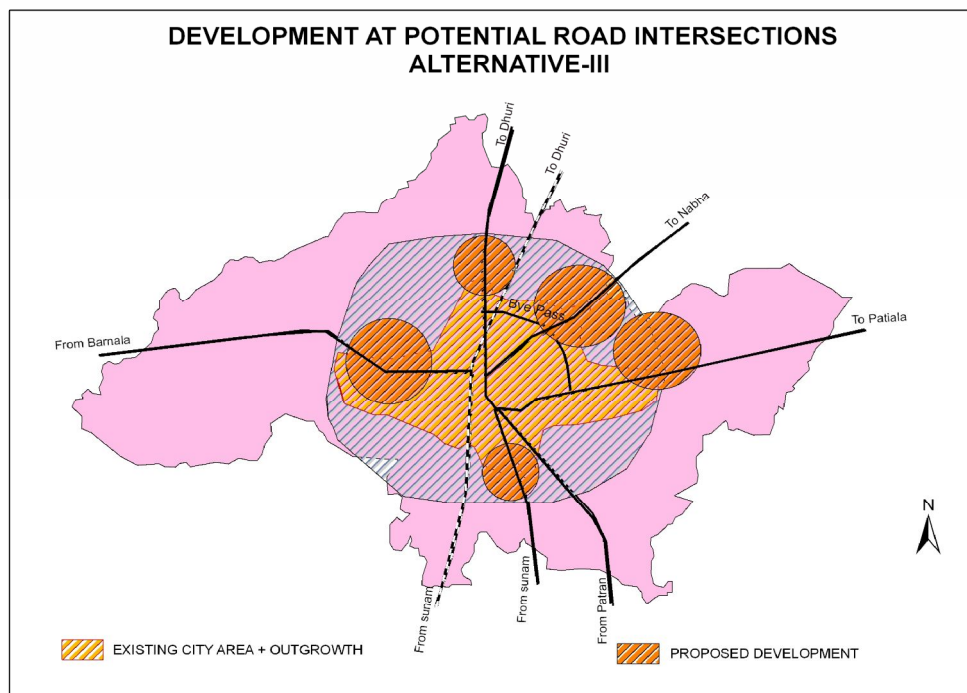 DEVELOPMENT AT POTENTIAL ROAD INTERSECTIONS
ALTERNATIVE-III
To Dhuri
To Dhuri
To Nabha
Bye Pass
To Patiala
From Barnala
N
From sunam
From sunam
From Patran
EXISTING CITY AREA + OUTGROWTH
PROPOSED DEVELOPMENT